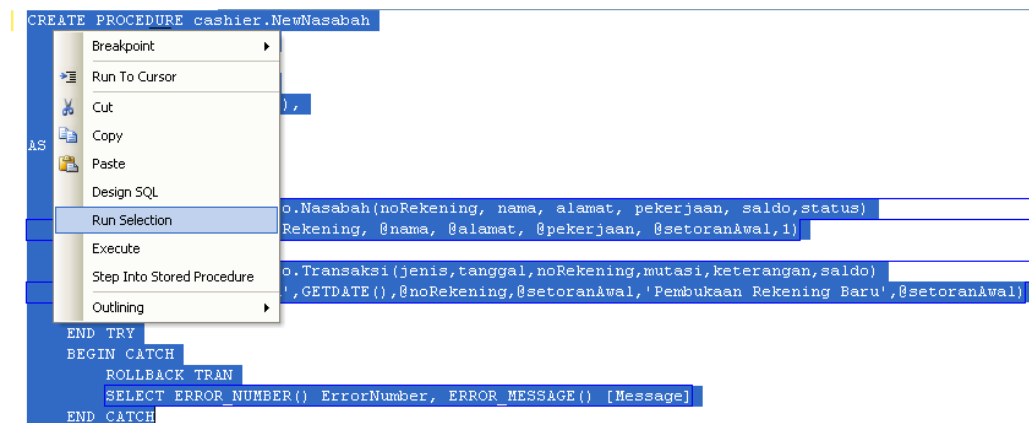 CREATE PROCEDURE cashier.NewNasabah
Breakpoint
Run To Cursor
Cut
),
Copy
AS
Paste
Design SQL
Run Selection
o.Nasabah(noRekening, nama, alamat, pekerjaan, saldo,status)
Rekening, @nama, @alamat, @pekerjaan, @setoranAwal,1)
Execute
Step Into Stored Procedure
o.Transaksi(jenis,tanggal,noRekening,mutasi,keterangan,saldo)
',GETDATE(),@noRekening,@setoranAwal,'Pembukaan Rekening Baru',@setoranAwal)
Outlining
END TRY
BEGIN CATCH
ROLLBACK TRAN
SELECT ERROR_NUMBER() ErrorNumber, ERROR_MESSAGE() [Message]
END CATCH